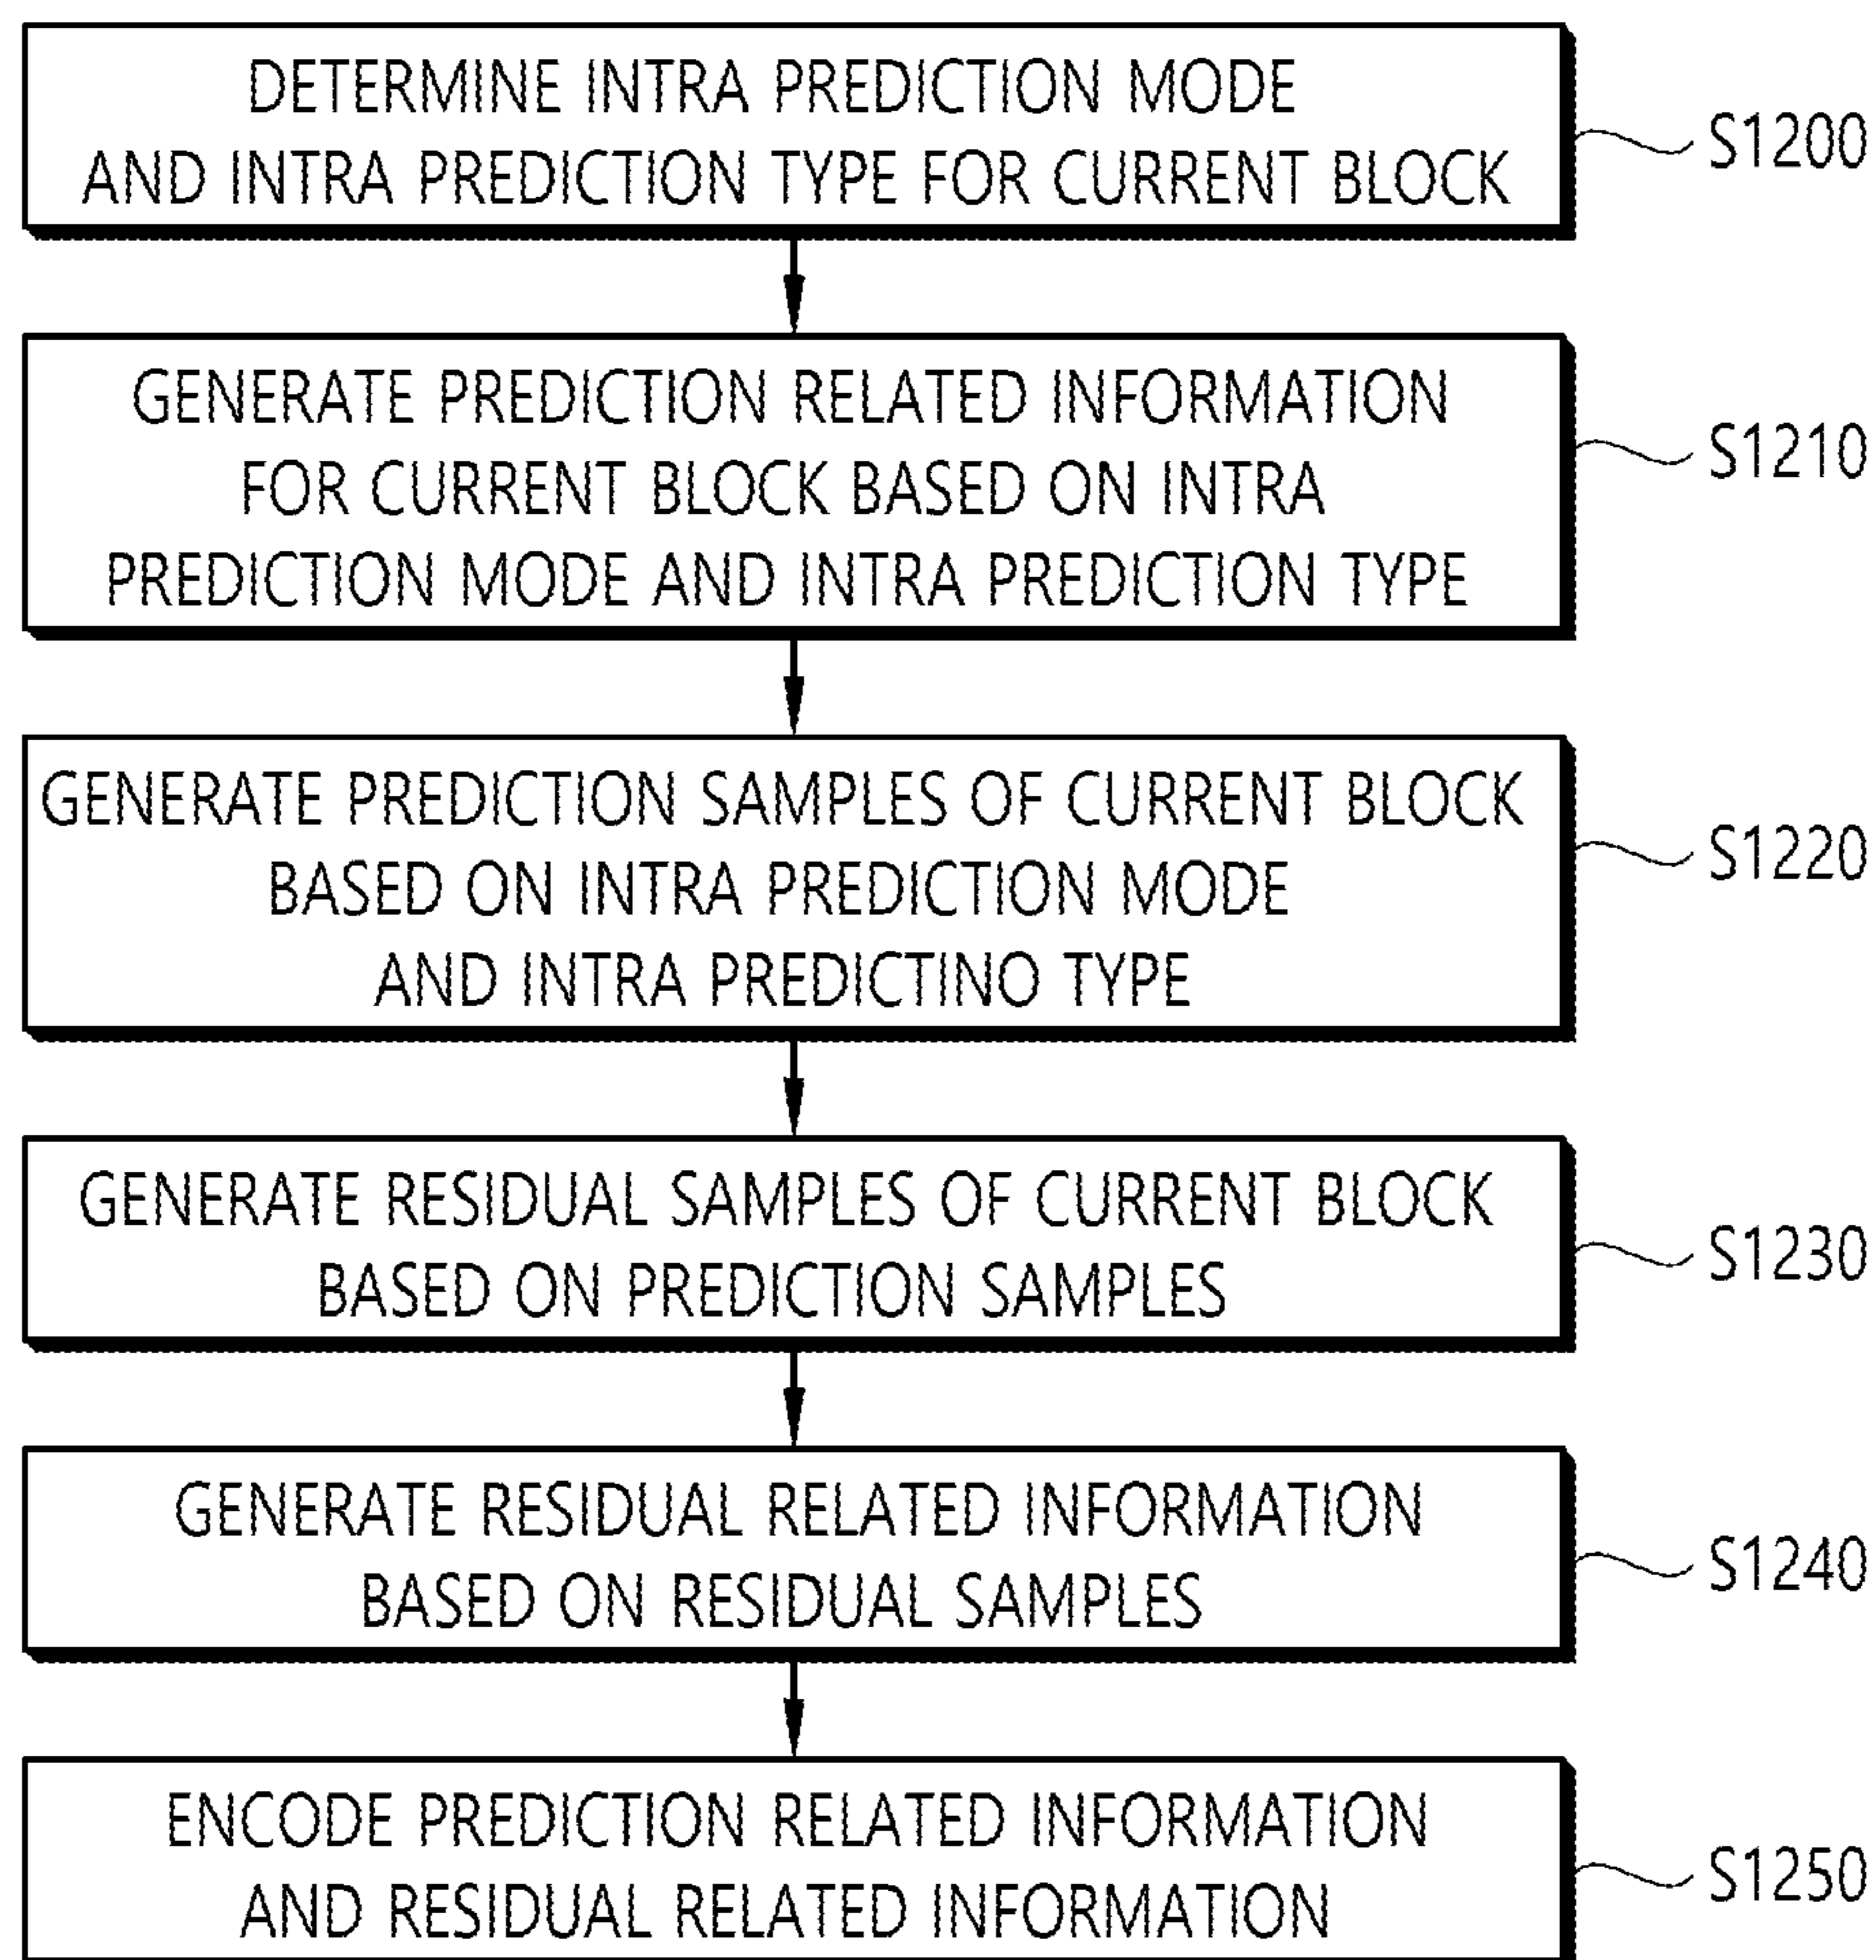 DETERMINE INTRA PREDICTION MODE
AND INTRA PREDICTION TYPE FOR CURRENT BLOCK
S1200
GENERATE PREDICTION RELATED INFORMATION
FOR CURRENT BLOCK BASED ON INTRA
PREDICTION MODE AND INTRA PREDICTION TYPE
S1210
GENERATE PREDICTION SAMPLES OF CURRENT BLOCK
BASED ON INTRA PREDICTION MODE
AND INTRA PREDICTINO TYPE
S1220
GENERATE RESIDUAL SAMPLES OF CURRENT BLOCK
BASED ON PREDICTION SAMPLES
S1230
GENERATE RESIDUAL RELATED INFORMATION
BASED ON RESIDUAL SAMPLES
S1240
ENCODE PREDICTION RELATED INFORMATION
AND RESIDUAL RELATED INFORMATION
S1250